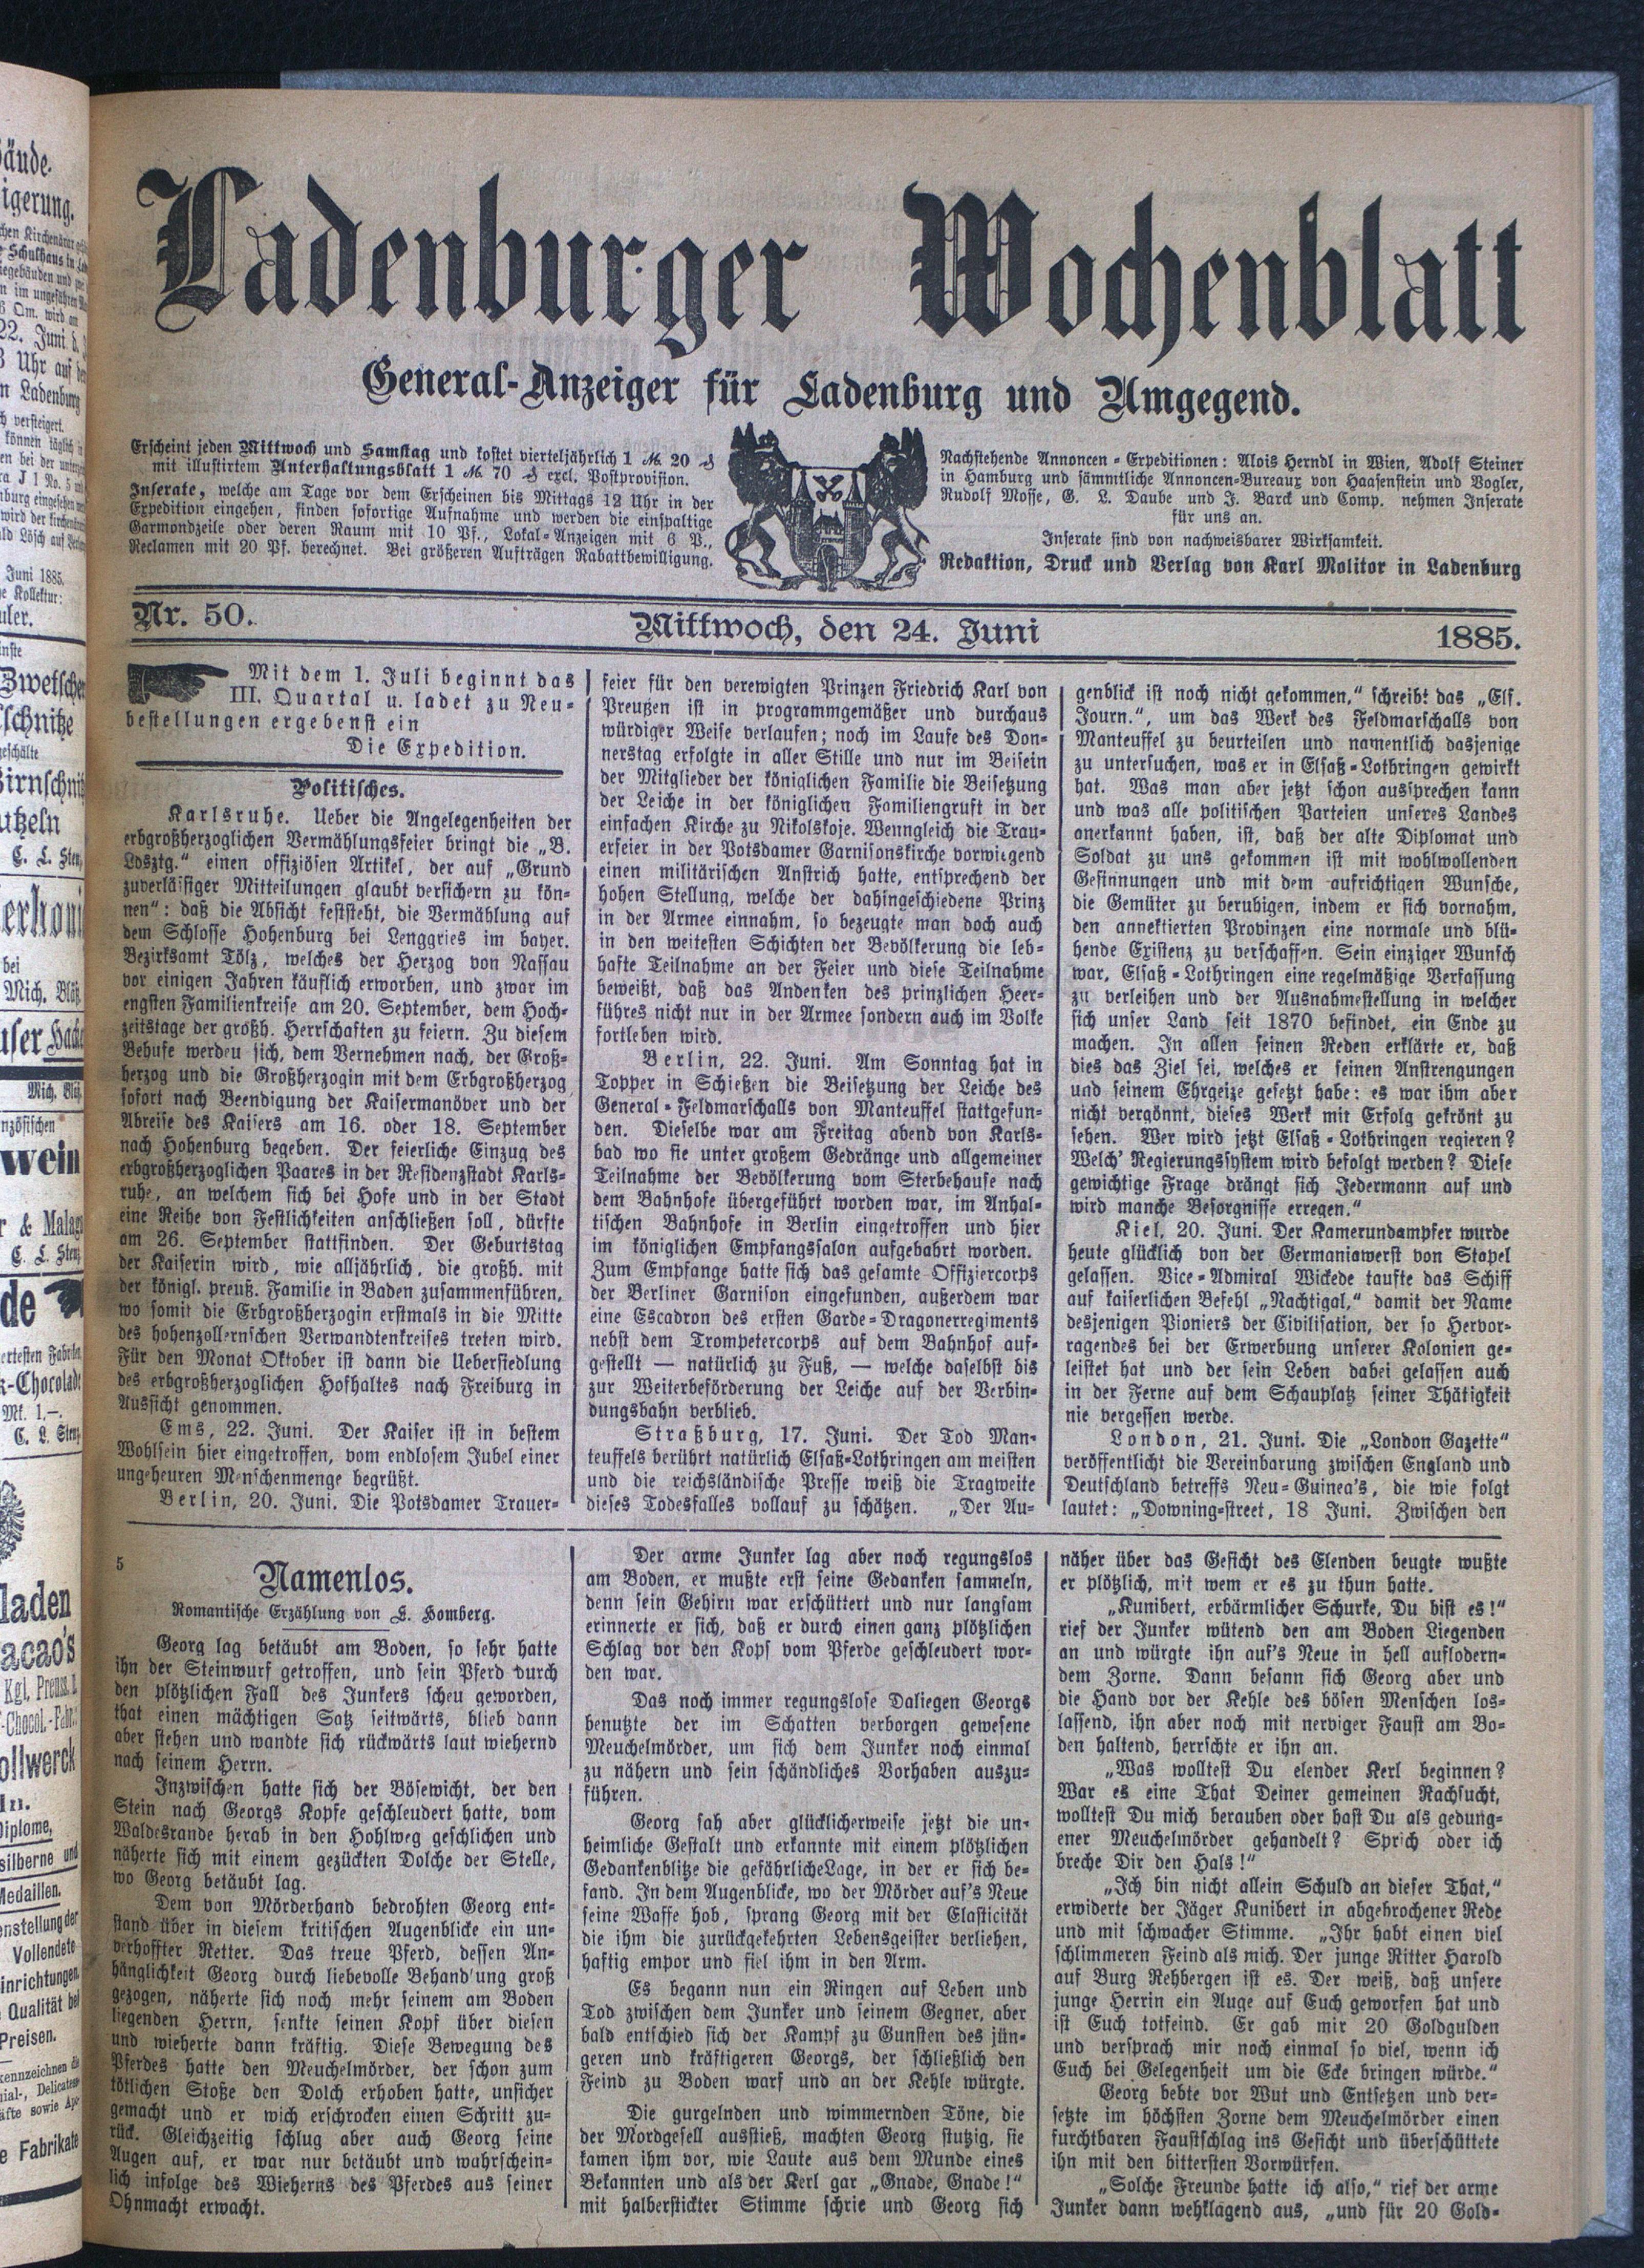 Ladenburger Wochenblatt
General-Anzeiger für Ladenburg und Umgegend.
Erscheint jeden Mittwoch und Samstag und kostet vierteljährlich 1 M. 20 ₰
mit illustirtem Unterhaltungsblatt 1 M. 70 ₰ excl. Postprovision.
Inserate, welche am Tage vor dem Erscheinen bis Mittags 12 Uhr in der
Expedition eingehen, finden sofortige Aufnahme und werden die einspaltige
Garmondzeile oder deren Raum mit 10 Pf., Lokal-Anzeigen mit 6 P.,
Reclamen mit 20 Pf. berechnet. Bei größeren Aufträgen Rabattbewilligung.
Nachstehende Annoncen-Expeditionen: Alois Herndl in Wien, Adolf Steiner
in Hamburg und sämmtliche Annoncen-Bureaux von Haasenstein und Vogler,
Rudolf Mosse, G. L. Daube und J. Barck und Comp. nehmen Inserate
für uns an.
Inserate sind von nachweisbarer Wirksamkeit.
Redaktion, Druck und Verlag von Karl Molitor in Ladenburg
Nr. 50.
Mittwoch, den 24. Juni
1885.
Mit dem 1. Juli beginnt das
III. Quartal u. ladet zu Neu-
bestellungen ergebenst ein
Die Expedition.
Politisches.
Karlsruhe. Ueber die Angelegenheiten der
erbgroßherzoglichen Vermählungsfeier bringt die „B.
Ldsztg.“ einen offiziösen Artikel, der auf „Grund
zuverläisiger Mitteilungen glaubt versichern zu kön-
nen“: daß die Absicht feststeht, die Vermählung auf
dem Schlosse Hohenburg bei Lenggries im bayer.
Bezirksamt Tölz, welches der Herzog von Nassau
vor einigen Jahren käuflich erworben, und zwar im
engsten Familienkreise am 20. September, dem Hoch-
zeitstage der großh. Herrschaften zu feiern. Zu diesem
Behufe werden sich, dem Vernehmen nach, der Groß-
herzog und die Großherzogin mit dem Erbgroßherzog
sofort nach Beendigung der Kaisermanöver und der
Abreise des Kaisers am 16. oder 18. September
nach Hohenburg begeben. Der feierliche Einzug des
erbgroßherzoglichen Paares in der Residenzstadt Karls-
ruhe, an welchem sich bei Hofe und in der Stadt
eine Reihe von Festlichkeiten anschließen soll, dürfte
am 26. September stattfinden. Der Geburtstag
der Kaiserin wird, wie alljährlich, die großh. mit
der königl. preuß. Familie in Baden zusammenführen,
wo somit die Erbgroßherzogin erstmals in die Mitte
des hohenzollernschen Verwandtenkreises treten wird.
Für den Monat Oktober ist dann die Uebersiedlung
des erbgroßherzoglichen Hofhaltes nach Freiburg in
Aussicht genommen.
Ems, 22. Juni. Der Kaiser ist in bestem
Wohlsein hier eingetroffen, vom endlosem Jubel einer
ungeheuren Menschenmenge begrüßt.
Berlin, 20. Juni. Die Potsdamer Trauer-
feier für den verewigten Prinzen Friedrich Karl von
Preußen ist in programmgemäßer und durchaus
würdiger Weise verlaufen; noch im Laufe des Don-
nerstag erfolgte in aller Stille und nur im Beisein
der Mitglieder der königlichen Familie die Beisetzung
der Leiche in der königlichen Familiengruft in der
einfachen Kirche zu Nikolskoje. Wenngleich die Trau-
erfeier in der Potsdamer Garnisonskirche vorwiegend
einen militärischen Anstrich hatte, entsprechend der
hohen Stellung, welche der dahingeschiedene Prinz
in der Armee einnahm, so bezeugte man doch auch
in den weitesten Schichten der Bevölkerung die leb-
hafte Teilnahme an der Feier und diese Teilnahme
beweißt, daß das Andenken des prinzlichen Heer-
führes nicht nur in der Armee sondern auch im Volke
fortleben wird.
Berlin, 22. Juni. Am Sonntag hat in
Topper in Schießen die Beisetzung der Leiche des
General-Feldmarschalls von Manteuffel stattgefun-
den. Dieselbe war am Freitag abend von Karls-
bad wo sie unter großem Gedränge und allgemeiner
Teilnahme der Bevölkerung vom Sterbehause nach
dem Bahnhofe übergeführt worden war, im Anhal-
tischen Bahnhofe in Berlin eingetroffen und hier
im königlichen Empfangssalon aufgebahrt worden.
Zum Empfange hatte sich das gesamte Offiziercorps
der Berliner Garnison eingefunden, außerdem war
eine Escadron des ersten Garde-Dragonerregiments
nebst dem Trompetercorps auf dem Bahnhof auf-
gestellt — natürlich zu Fuß, — welche daselbst bis
zur Weiterbeförderung der Leiche auf der Verbin-
dungsbahn verblieb.
Straßburg, 17. Juni. Der Tod Man-
teuffels berührt natürlich Elsaß-Lothringen am meisten
und die reichsländische Presse weiß die Tragweite
dieses Todesfalles vollauf zu schätzen. „Der Au-
genblick ist noch nicht gekommen,“ schreibt das „Els.
Journ.“, um das Werk des Feldmarschalls von
Manteuffel zu beurteilen und namentlich dasjenige
zu untersuchen, was er in Elsaß-Lothringen gewirkt
hat. Was man aber jetzt schon aussprechen kann
und was alle politischen Parteien unseres Landes
anerkannt haben, ist, daß der alte Diplomat und
Soldat zu uns gekommen ist mit wohlwollenden
Gesinnungen und mit dem aufrichtigen Wunsche,
die Gemüter zu beruhigen, indem er sich vornahm,
den annektierten Provinzen eine normale und blü-
hende Existenz zu verschaffen. Sein einziger Wunsch
war, Elsaß-Lothringen eine regelmäßige Verfassung
zu verleihen und der Ausnahmestellung in welcher
sich unser Land seit 1870 befindet, ein Ende zu
machen. In allen seinen Reden erklärte er, daß
dies das Ziel sei, welches er seinen Anstrengungen
und seinem Ehrgeize gesetzt habe: es war ihm aber
nicht vergönnt, dieses Werk mit Erfolg gekrönt zu
sehen. Wer wird jetzt Elsaß-Lothringen regieren?
Welch' Regierungssystem wird befolgt werden? Diese
gewichtige Frage drängt sich Jedermann auf und
wird manche Besorgnisse erregen.“
Kiel, 20. Juni. Der Kamerundampfer wurde
heute glücklich von der Germaniawerft von Stapel
gelassen. Vice-Admiral Wickede taufte das Schiff
auf kaiserlichen Befehl „Nachtigal,“ damit der Name
desjenigen Pioniers der Civilisation, der so Hervor-
ragendes bei der Erwerbung unserer Kolonien ge-
leistet hat und der sein Leben dabei gelassen auch
in der Ferne auf dem Schauplatz seiner Thätigkeit
nie vergessen werde.
London, 21. Juni. Die „London Gazette“
veröffentlicht die Vereinbarung zwischen England und
Deutschland betreffs Neu-Guinea's, die wie folgt
lautet: „Downing-street, 18 Juni. Zwischen den
5
Namenlos.
Romantische Erzählung von L. Homberg.
Georg lag betäubt am Boden, so sehr hatte
ihn der Steinwurf getroffen, und sein Pferd durch
den plötzlichen Fall des Junkers scheu geworden,
that einen mächtigen Satz seitwärts, blieb dann
aber stehen und wandte sich rückwärts laut wiehernd
nach seinem Herrn.
Inzwischen hatte sich der Bösewicht, der den
Stein nach Georgs Kopfe geschleudert hatte, vom
Waldesrande herab in den Hohlweg geschlichen und
näherte sich mit einem gezückten Dolche der Stelle,
wo Georg betäubt lag.
Dem von Mörderhand bedrohten Georg ent-
stand über in diesem kritischen Augenblicke ein un-
verhoffter Retter. Das treue Pferd, dessen An-
hänglichkeit Georg durch liebevolle Behand'ung groß
gezogen, näherte sich noch mehr seinem am Boden
liegenden Herrn, senkte seinen Kopf über diesen
und wieherte dann kräftig. Diese Bewegung des
Pferdes hatte den Meuchelmörder, der schon zum
tötlichen Stoße den Dolch erhoben hatte, unsicher
gemacht und er wich erschrocken einen Schritt zu-
rück. Gleichzeitig schlug aber auch Georg seine
Augen auf, er war nur betäubt und wahrschein-
lich infolge des Wieherns des Pferdes aus seiner
Ohnmacht erwacht.
Der arme Junker lag aber noch regungslos
am Boden, er mußte erst seine Gedanken sammeln,
denn sein Gehirn war erschüttert und nur langsam
erinnerte er sich, daß er durch einen ganz plötzlichen
Schlag vor den Kopf vom Pferde geschleudert wor-
den war.
Das noch immer regungslose Daliegen Georgs
benutzte der im Schatten verborgen gewesene
Meuchelmörder, um sich dem Junker noch einmal
zu nähern und sein schändliches Vorhaben auszu-
führen.
Georg sah aber glücklicherweise jetzt die un-
heimliche Gestalt und erkannte mit einem plötzlichen
Gedankenblitze die gefährlicheLage, in der er sich be-
fand. In dem Augenblicke, wo der Mörder auf's Neue
seine Waffe hob, sprang Georg mit der Elasticität
die ihm die zurückgekehrten Lebensgeister verliehen,
haftig empor und fiel ihm in den Arm.
Es begann nun ein Ringen auf Leben und
Tod zwischen dem Junker und seinem Gegner, aber
bald entschied sich der Kampf zu Gunsten des jün-
geren und kräftigeren Georgs, der schließlich den
Feind zu Boden warf und an der Kehle würgte.
Die gurgelnden und wimmernden Töne, die
der Mordgesell ausstieß, machten Georg stutzig, sie
kamen ihm vor, wie Laute aus dem Munde eines
Bekannten und als der Kerl gar „Gnade, Gnade!“
mit halberstickter Stimme schrie und Georg sich
näher über das Gesicht des Elenden beugte wußte
er plötzlich, mit wem er es zu thun hatte.
„Kunibert, erbärmlicher Schurke, Du bist es!“
rief der Junker wütend den am Boden Liegenden
an und würgte ihn auf's Neue in hell auflodern-
dem Zorne. Dann besann sich Georg aber und
die Hand vor der Kehle des bösen Menschen los-
lassend, ihn aber noch mit nerviger Faust am Bo-
den haltend, herrschte er ihn an.
„Was wolltest Du elender Kerl beginnen?
War es eine That Deiner gemeinen Rachsucht,
wolltest Du mich berauben oder hast Du als gedung-
ener Meuchelmörder gehandelt? Sprich oder ich
breche Dir den Hals!“
„Ich bin nicht allein Schuld an dieser That,“
erwiderte der Jäger Kunibert in abgebrochener Rede
und mit schwacher Stimme. „Ihr habt einen viel
schlimmeren Feind als mich. Der junge Ritter Harold
auf Burg Rehbergen ist es. Der weiß, daß unsere
junge Herrin ein Auge auf Euch geworfen hat und
ist Euch totfeind. Er gab mir 20 Goldgulden
und versprach mir noch einmal so viel, wenn ich
Euch bei Gelegenheit um die Ecke bringen würde.“
Georg bebte vor Wut und Entsetzen und ver-
setzte im höchsten Zorne dem Meuchelmörder einen
furchtbaren Faustschlag ins Gesicht und überschüttete
ihn mit den bittersten Vorwürfen.
„Solche Freunde hatte ich also,“ rief der arme
Junker dann wehklagend aus, „und für 20 Gold-